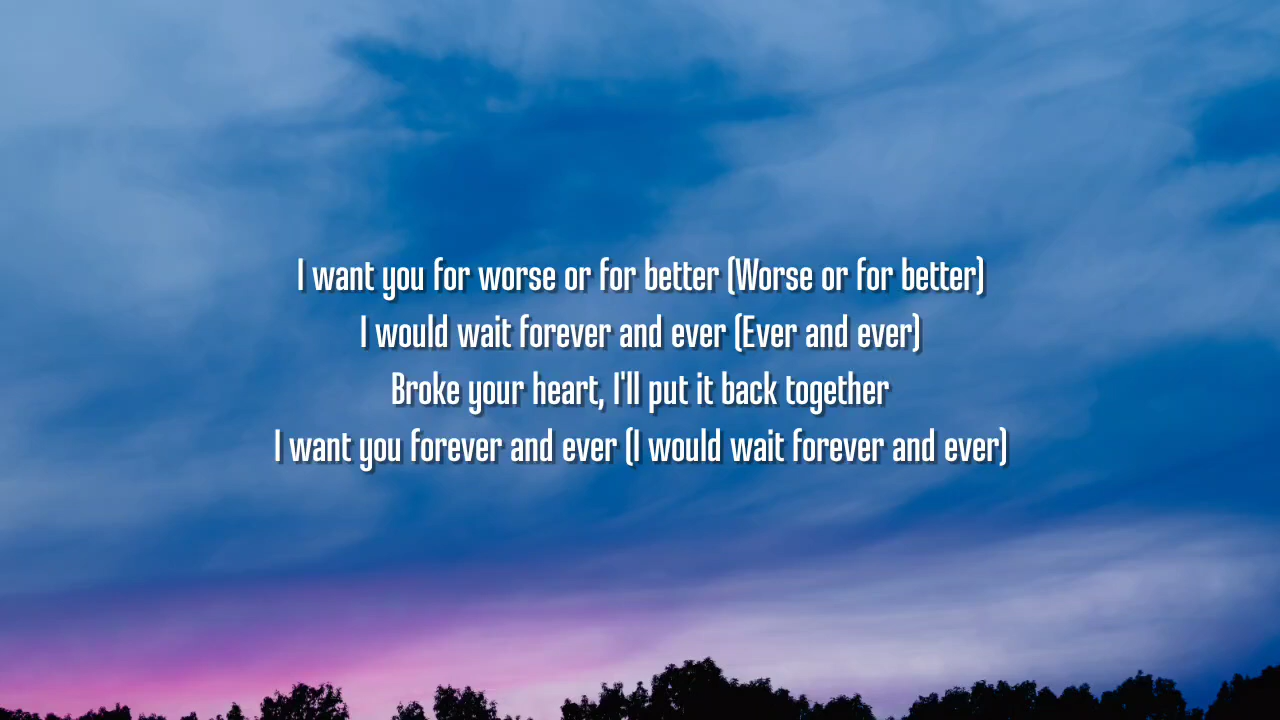 I want you for worse or for better (Worse or for better)
I would wait forever and ever (Ever and ever)
Broke your heart, I'll put it back together
I want you forever and ever (I would wait forever and ever)